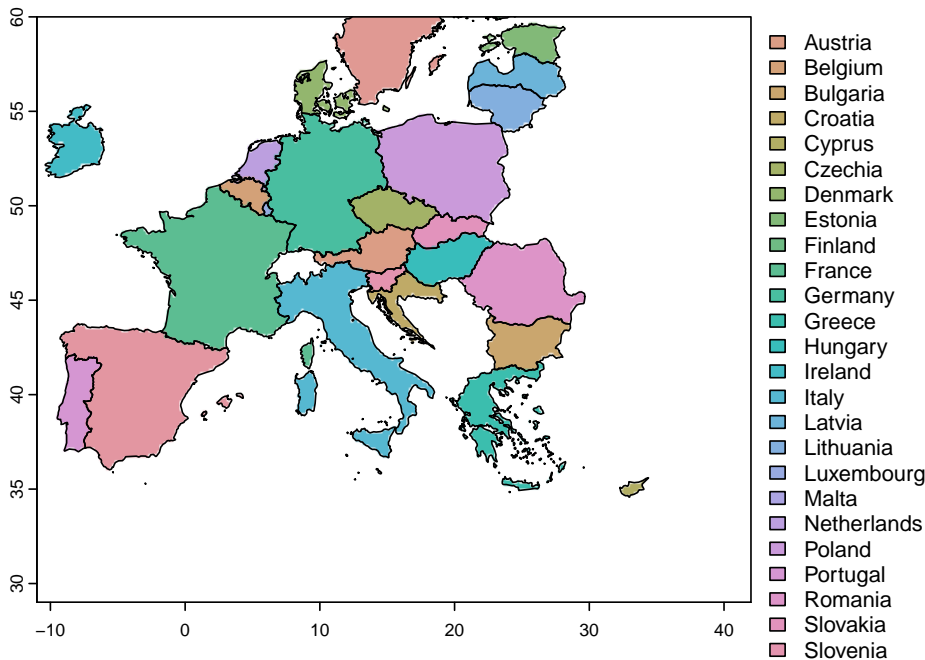 60
55
50
45
40
35
30
−10
0
10
20
30
40
Austria
Belgium
Bulgaria
Croatia
Cyprus
Czechia
Denmark
Estonia
Finland
France
Germany
Greece
Hungary
Ireland
Italy
Latvia
Lithuania
Luxembourg
Malta
Netherlands
Poland
Portugal
Romania
Slovakia
Slovenia